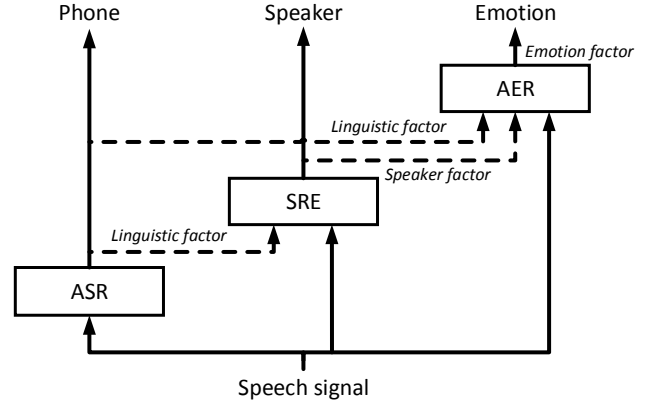 Phone
Speaker
Emotion
Emotion factor
AER
Linguistic factor
Speaker factor
SRE
Linguistic factor
ASR
Speech signal